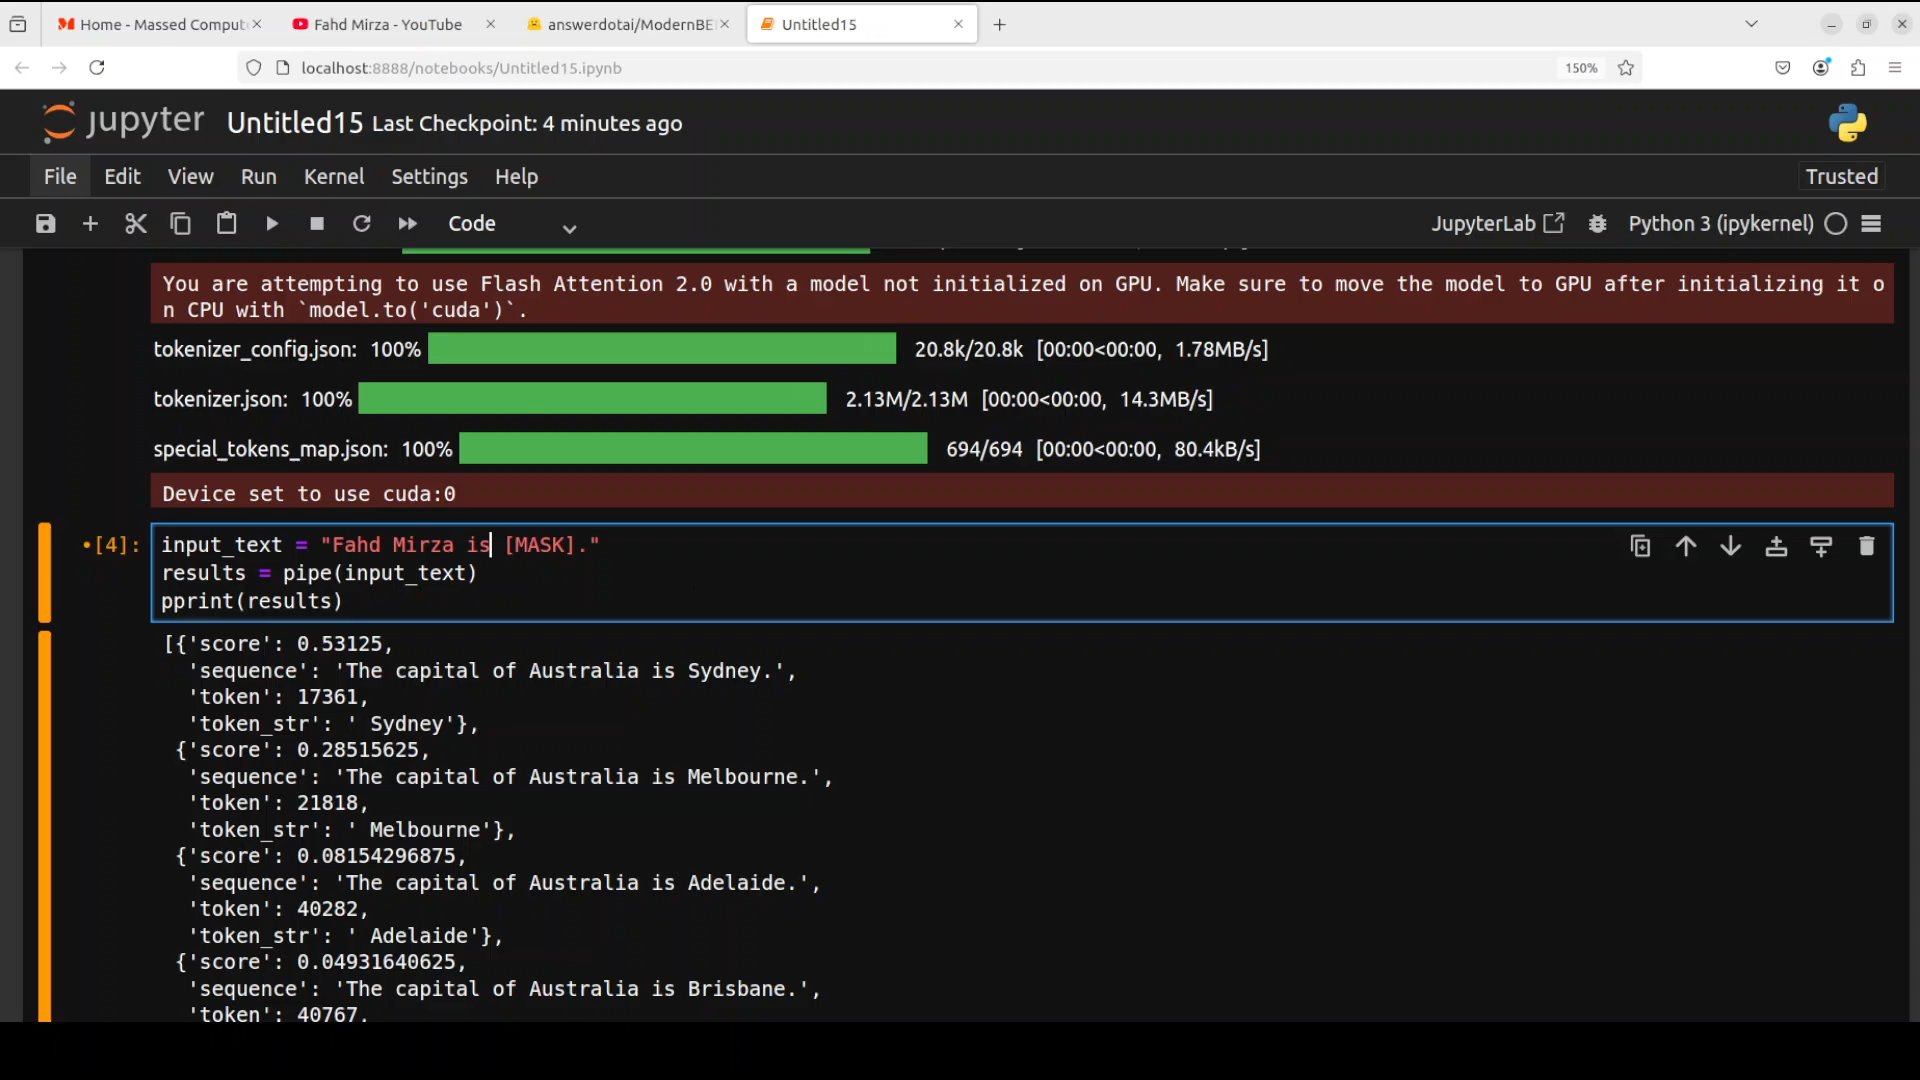 Home - Massed Comput
Fahd Mirza - YouTube
answerdotai/ModernBE
Untitled15
localhost:8888/notebooks/Untitled15.ipynb
150%
jupyter Untitled15 Last Checkpoint: 4 minutes ago
File Edit View Run Kernel Settings Help
Trusted
Code
JupyterLab
Python 3 (ipykernel)
You are attempting to use Flash Attention 2.0 with a model not initialized on GPU. Make sure to move the model to GPU after initializing it o
n CPU with `model.to('cuda')`.
tokenizer_config.json: 100% 20.8k/20.8k [00:00<00:00, 1.78MB/s]
tokenizer.json: 100% 2.13M/2.13M [00:00<00:00, 14.3MB/s]
special_tokens_map.json: 100% 694/694 [00:00<00:00, 80.4kB/s]
Device set to use cuda:0
•[4]: input_text = "Fahd Mirza is [MASK]."
results = pipe(input_text)
pprint(results)
[{'score': 0.53125,
'sequence': 'The capital of Australia is Sydney.',
'token': 17361,
'token_str': ' Sydney'},
{'score': 0.28515625,
'sequence': 'The capital of Australia is Melbourne.',
'token': 21818,
'token_str': ' Melbourne'},
{'score': 0.08154296875,
'sequence': 'The capital of Australia is Adelaide.',
'token': 40282,
'token_str': ' Adelaide'},
{'score': 0.04931640625,
'sequence': 'The capital of Australia is Brisbane.',
'token': 40767,